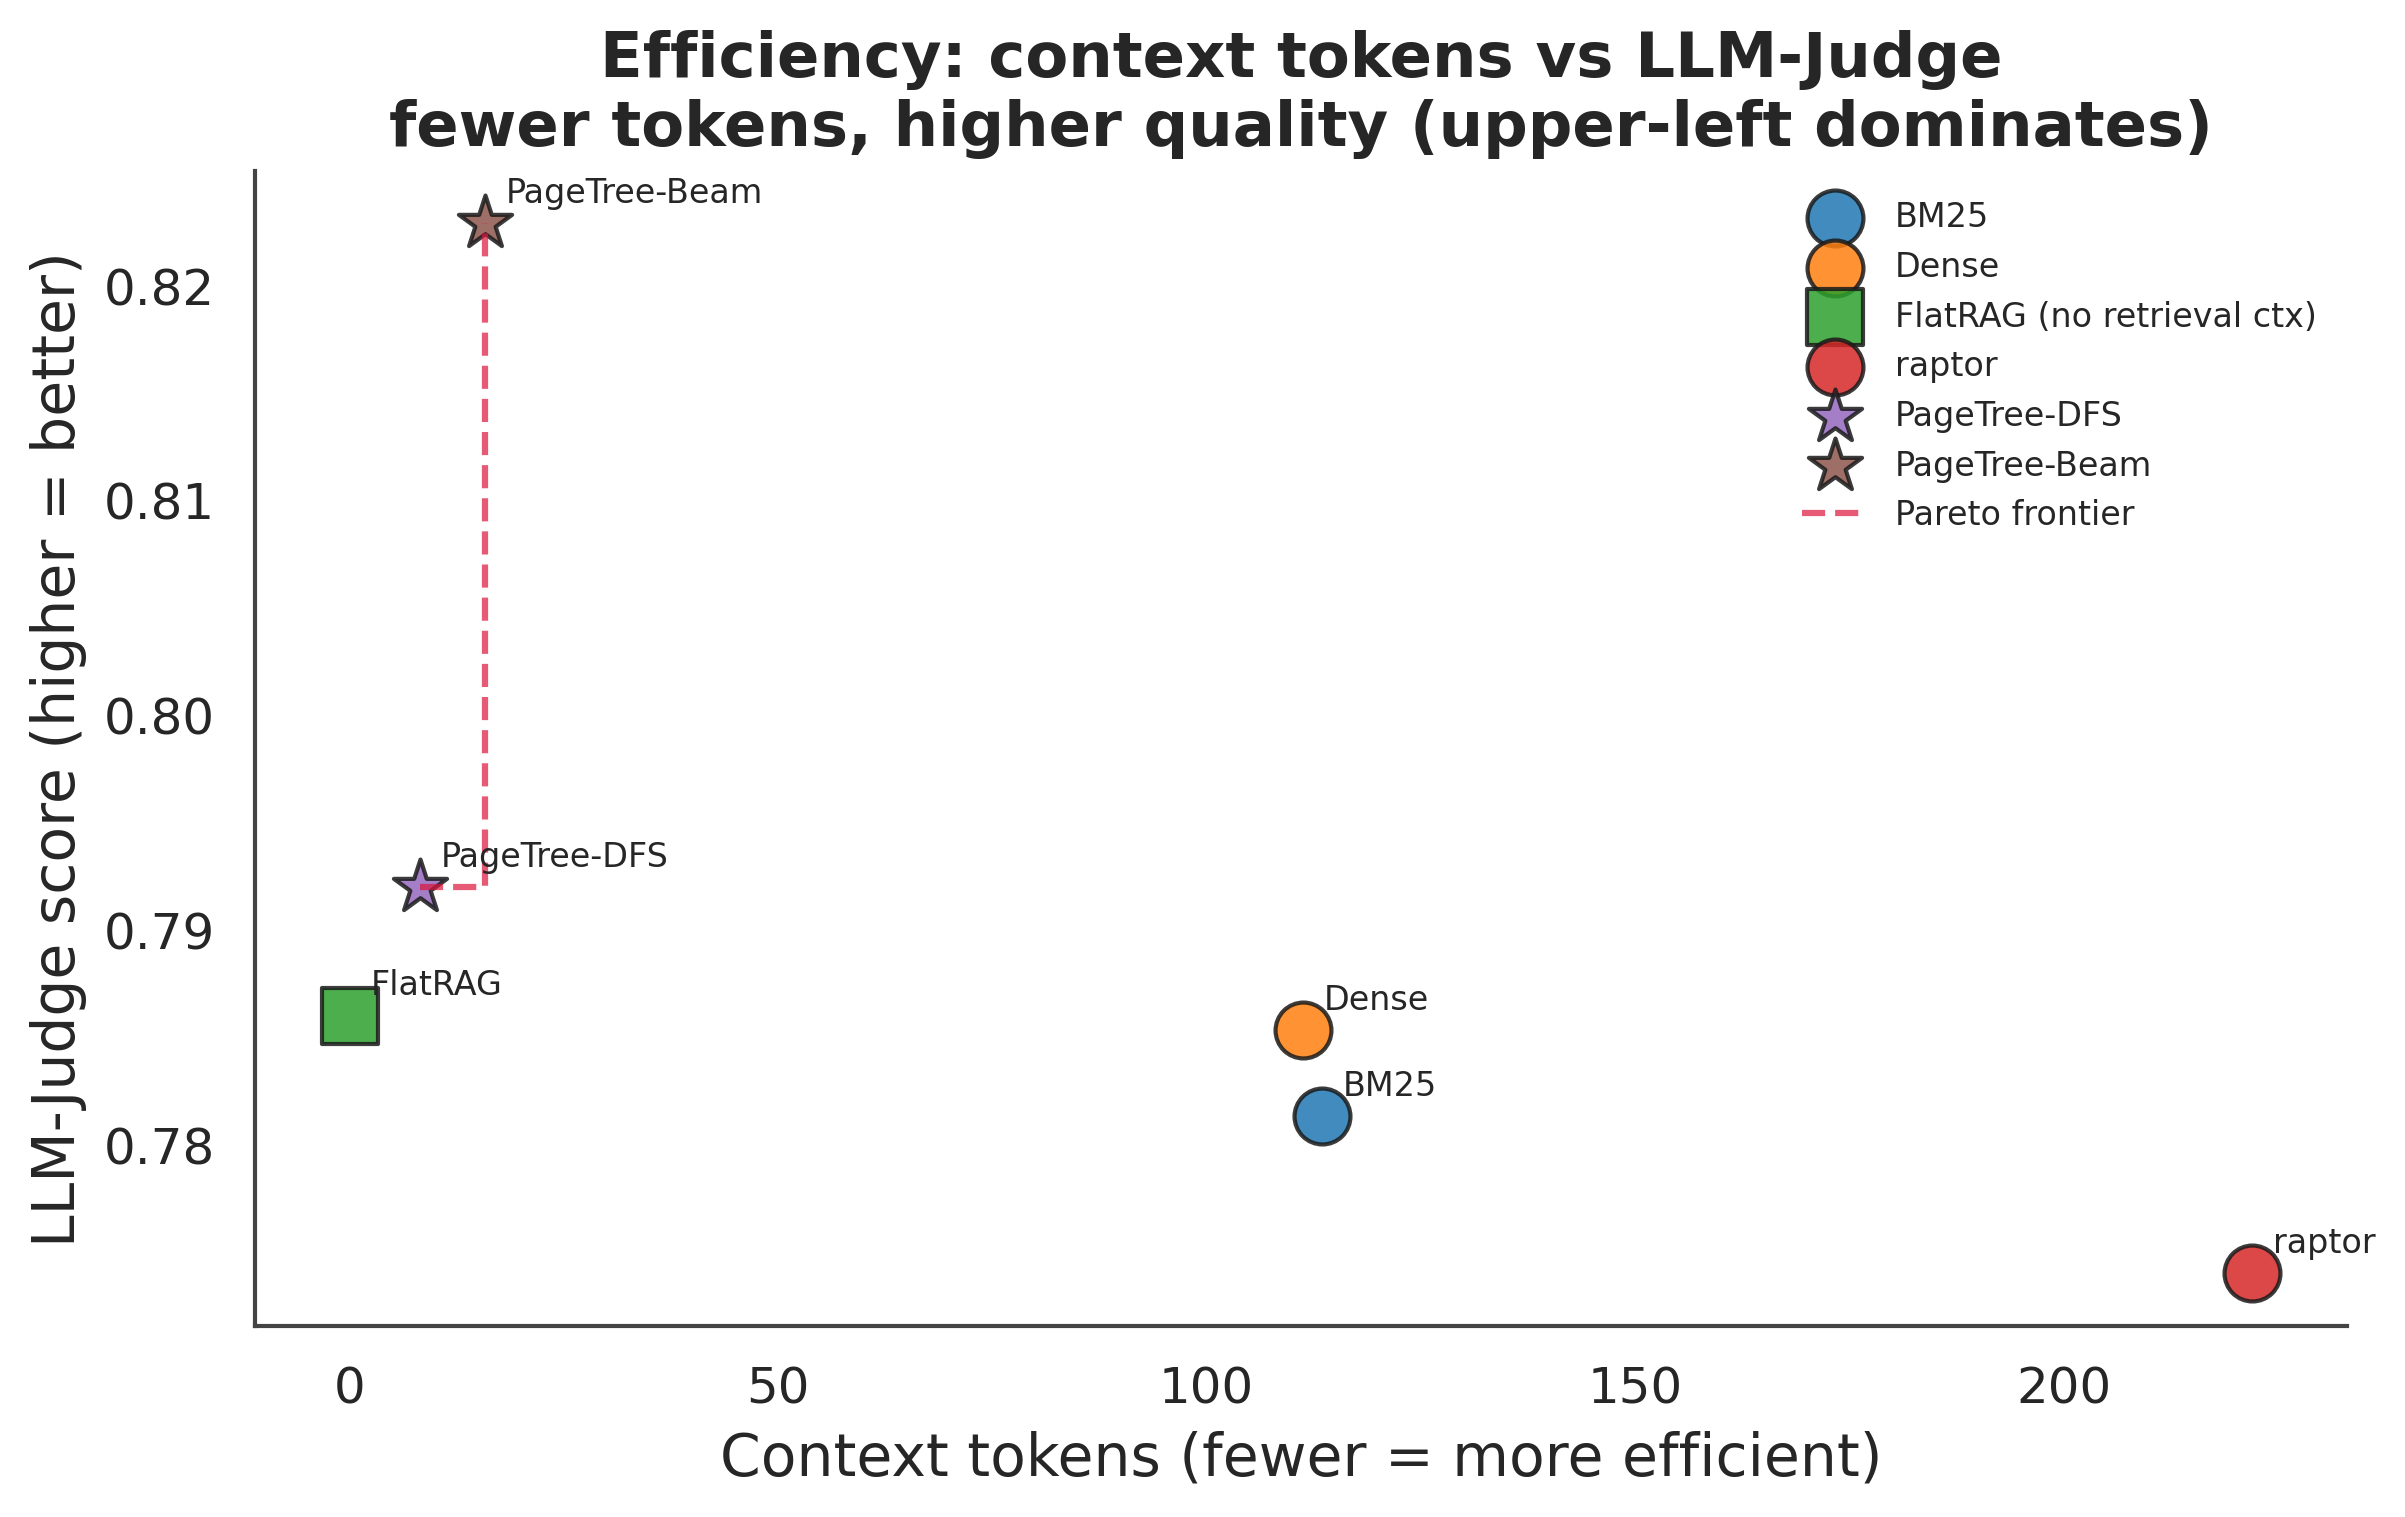 Efficiency: context tokens vs LLM-Judge
fewer tokens, higher quality (upper-left dominates)
LLM-Judge score (higher = better)
0.82
0.81
0.80
0.79
0.78
PageTree-Beam
PageTree-DFS
FlatRAG
Dense
BM25
raptor
BM25
Dense
FlatRAG (no retrieval ctx)
raptor
PageTree-DFS
PageTree-Beam
Pareto frontier
0
50
100
150
200
Context tokens (fewer = more efficient)